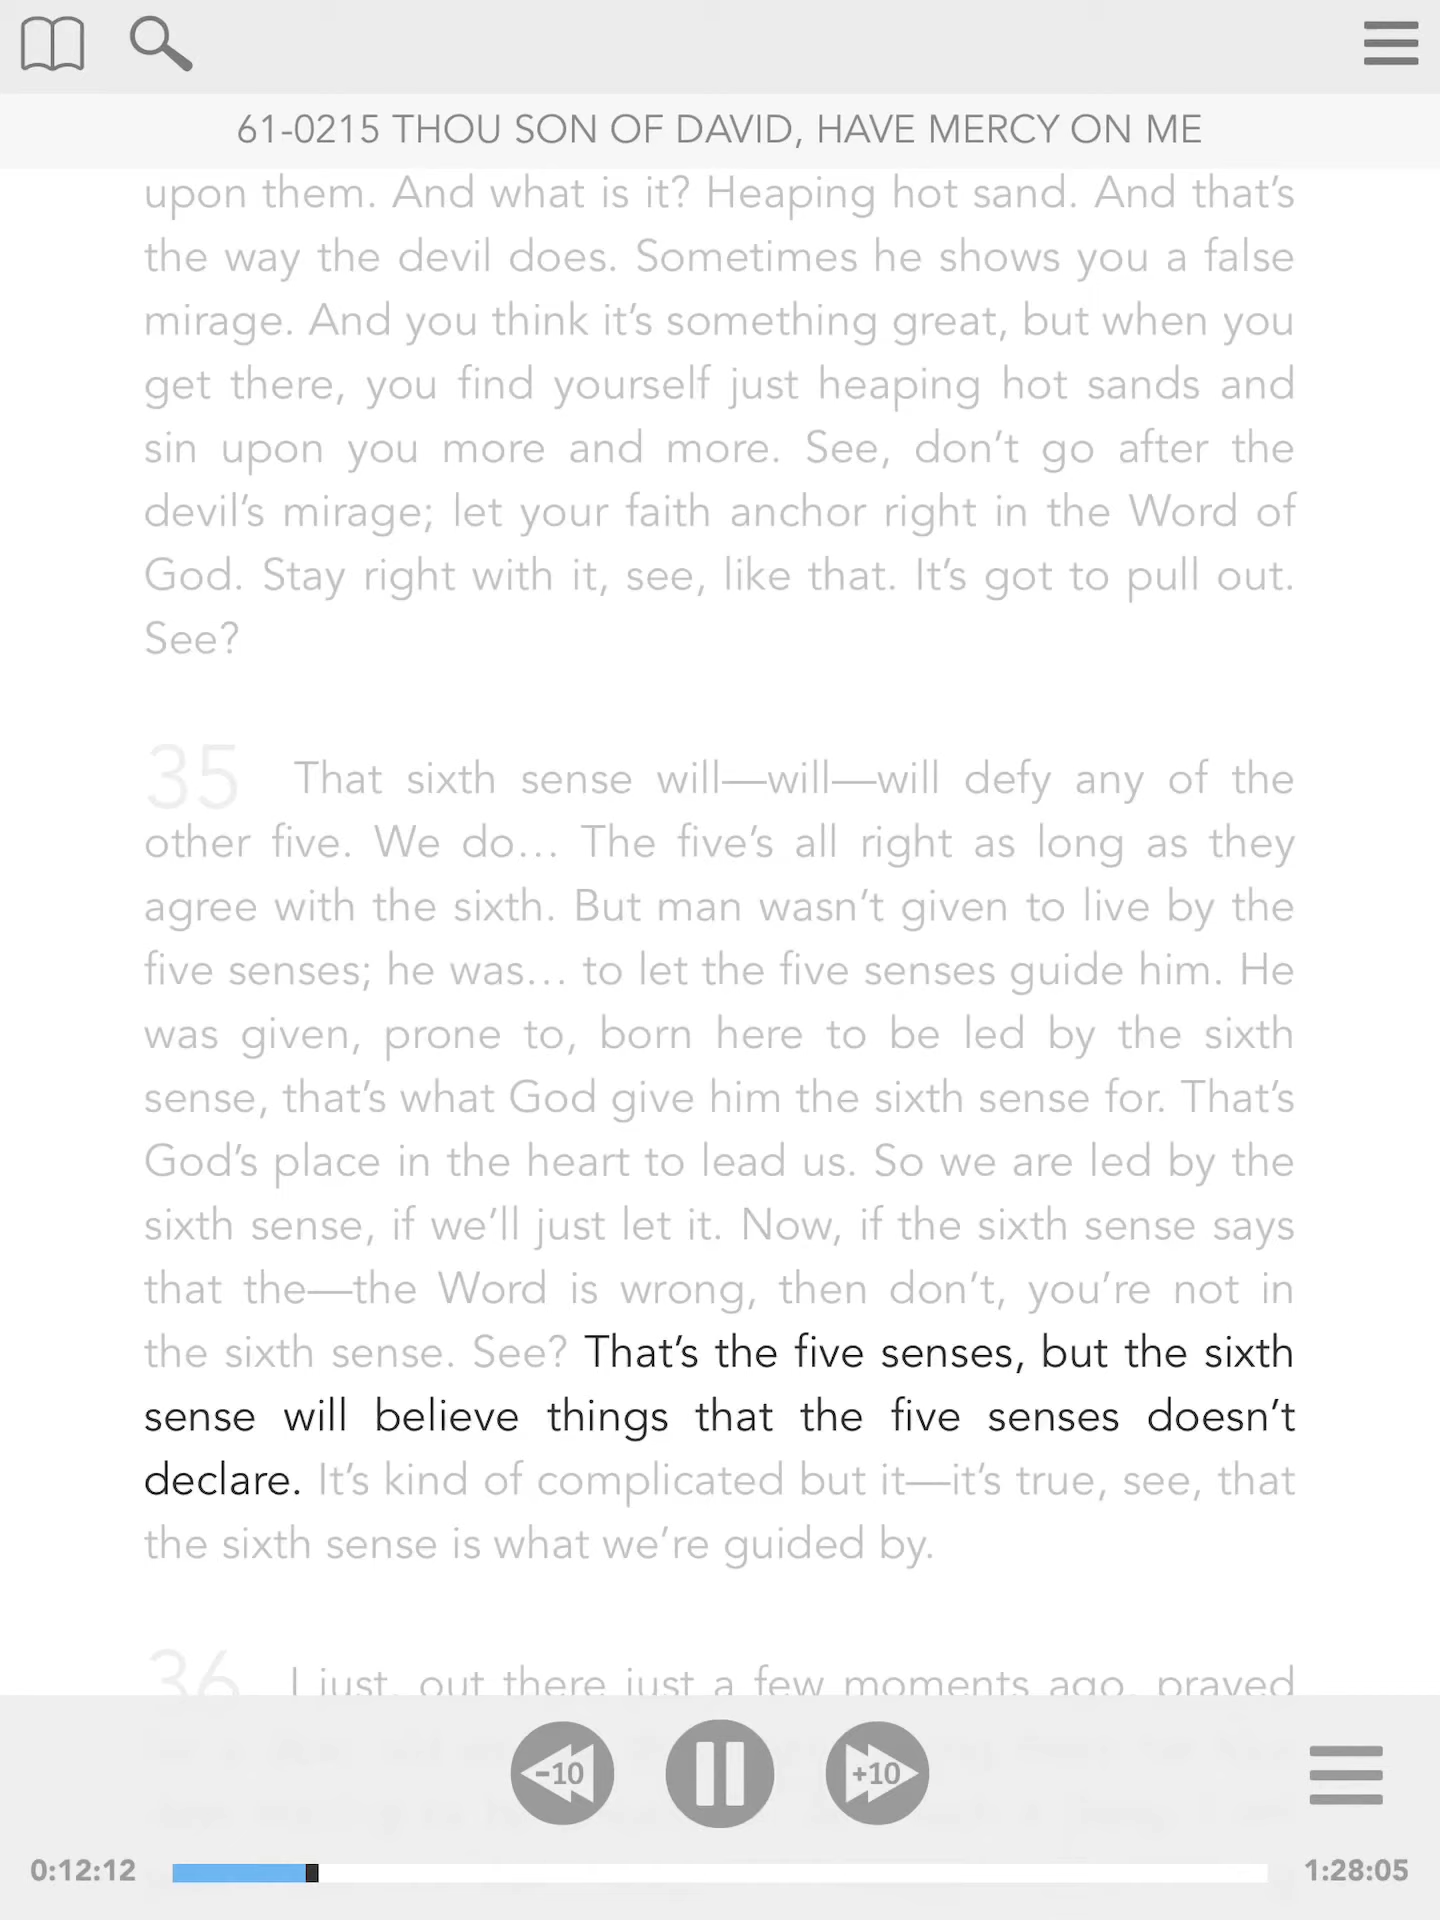 61-0215 THOU SON OF DAVID, HAVE MERCY ON ME
upon them. And what is it? Heaping hot sand. And that’s
the way the devil does. Sometimes he shows you a false
mirage. And you think it’s something great, but when you
get there, you find yourself just heaping hot sands and
sin upon you more and more. See, don’t go after the
devil’s mirage; let your faith anchor right in the Word of
God. Stay right with it, see, like that. It’s got to pull out.
See?
35 That sixth sense will—will—will defy any of the
other five. We do… The five’s all right as long as they
agree with the sixth. But man wasn’t given to live by the
five senses; he was… to let the five senses guide him. He
was given, prone to, born here to be led by the sixth
sense, that’s what God give him the sixth sense for. That’s
God’s place in the heart to lead us. So we are led by the
sixth sense, if we’ll just let it. Now, if the sixth sense says
that the—the Word is wrong, then don’t, you’re not in
the sixth sense. See? That’s the five senses, but the sixth
sense will believe things that the five senses doesn’t
declare. It’s kind of complicated but it—it’s true, see, that
the sixth sense is what we’re guided by.
36 I just, out there just a few moments ago, prayed
-10 +10
0:12:12 1:28:05